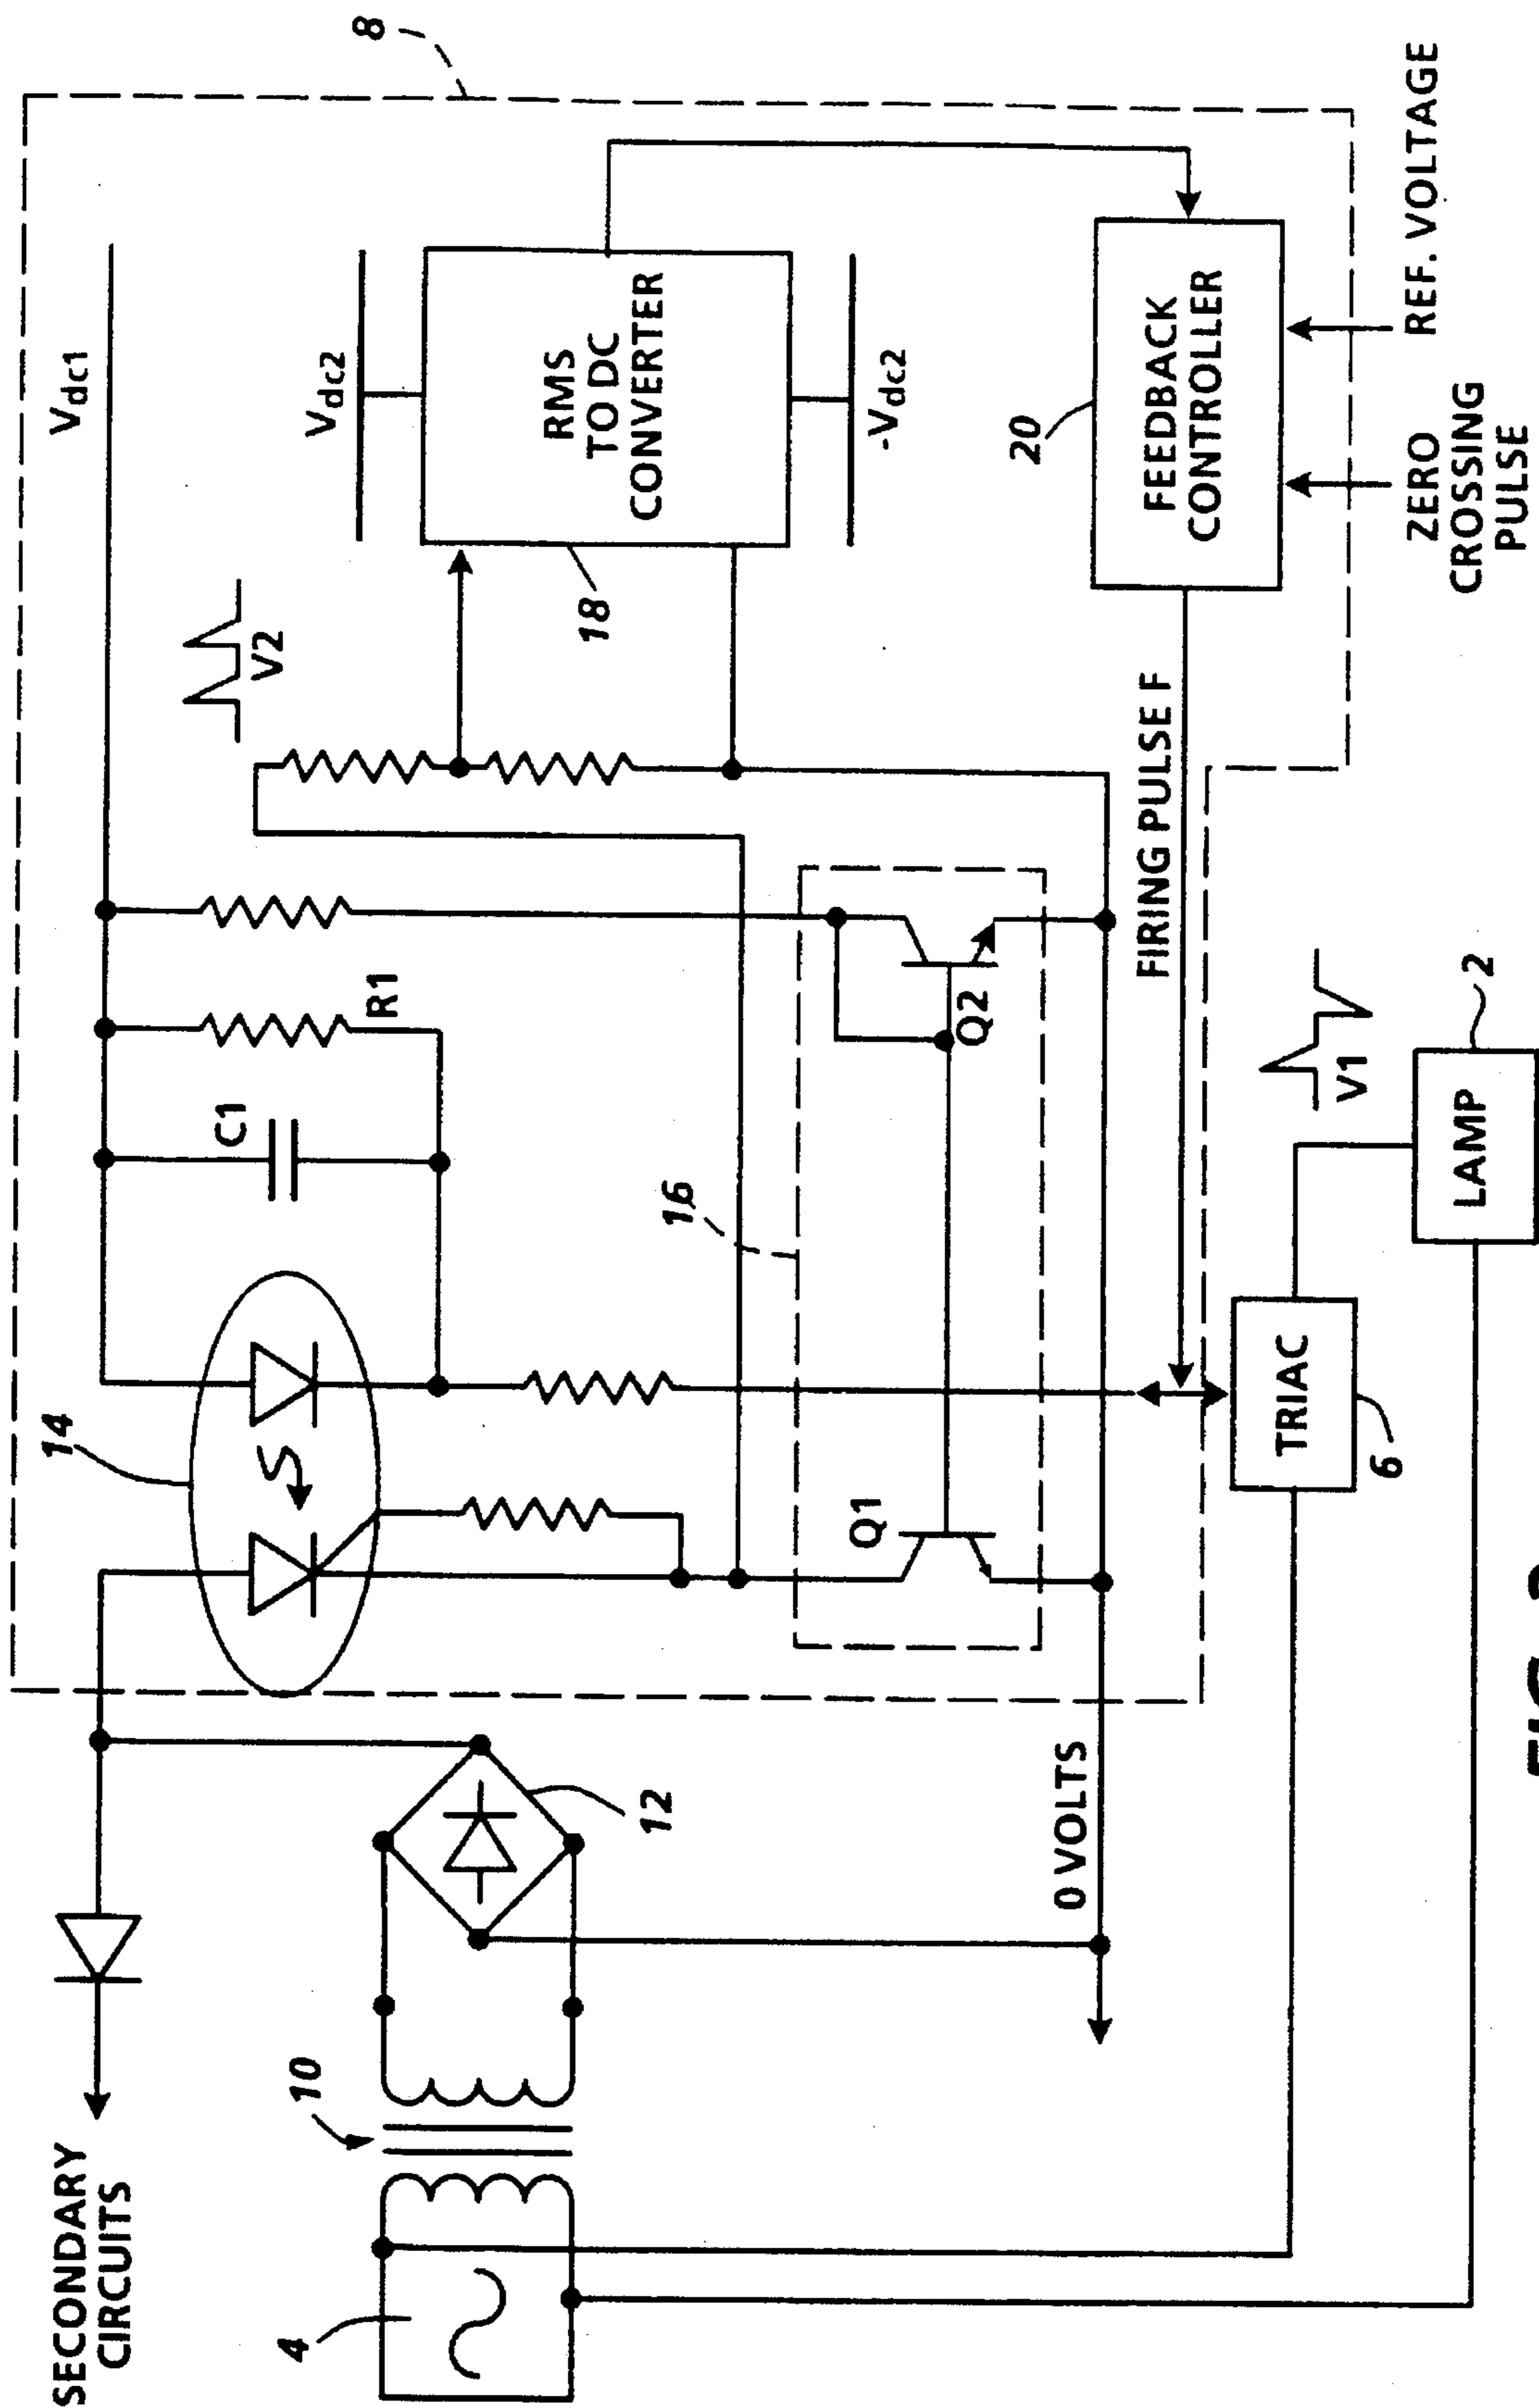 SECONDARY
CIRCUITS
4
10
12
0 VOLTS
14
C1
R1
Vdc1
V2
8
Vdc2
RMS
TO DC
CONVERTER
-Vdc2
18
16
Q1
Q2
FIRING PULSE F
20
FEEDBACK
CONTROLLER
ZERO
CROSSING
PULSE
REF. VOLTAGE
TRIAC
6
V1
LAMP
2